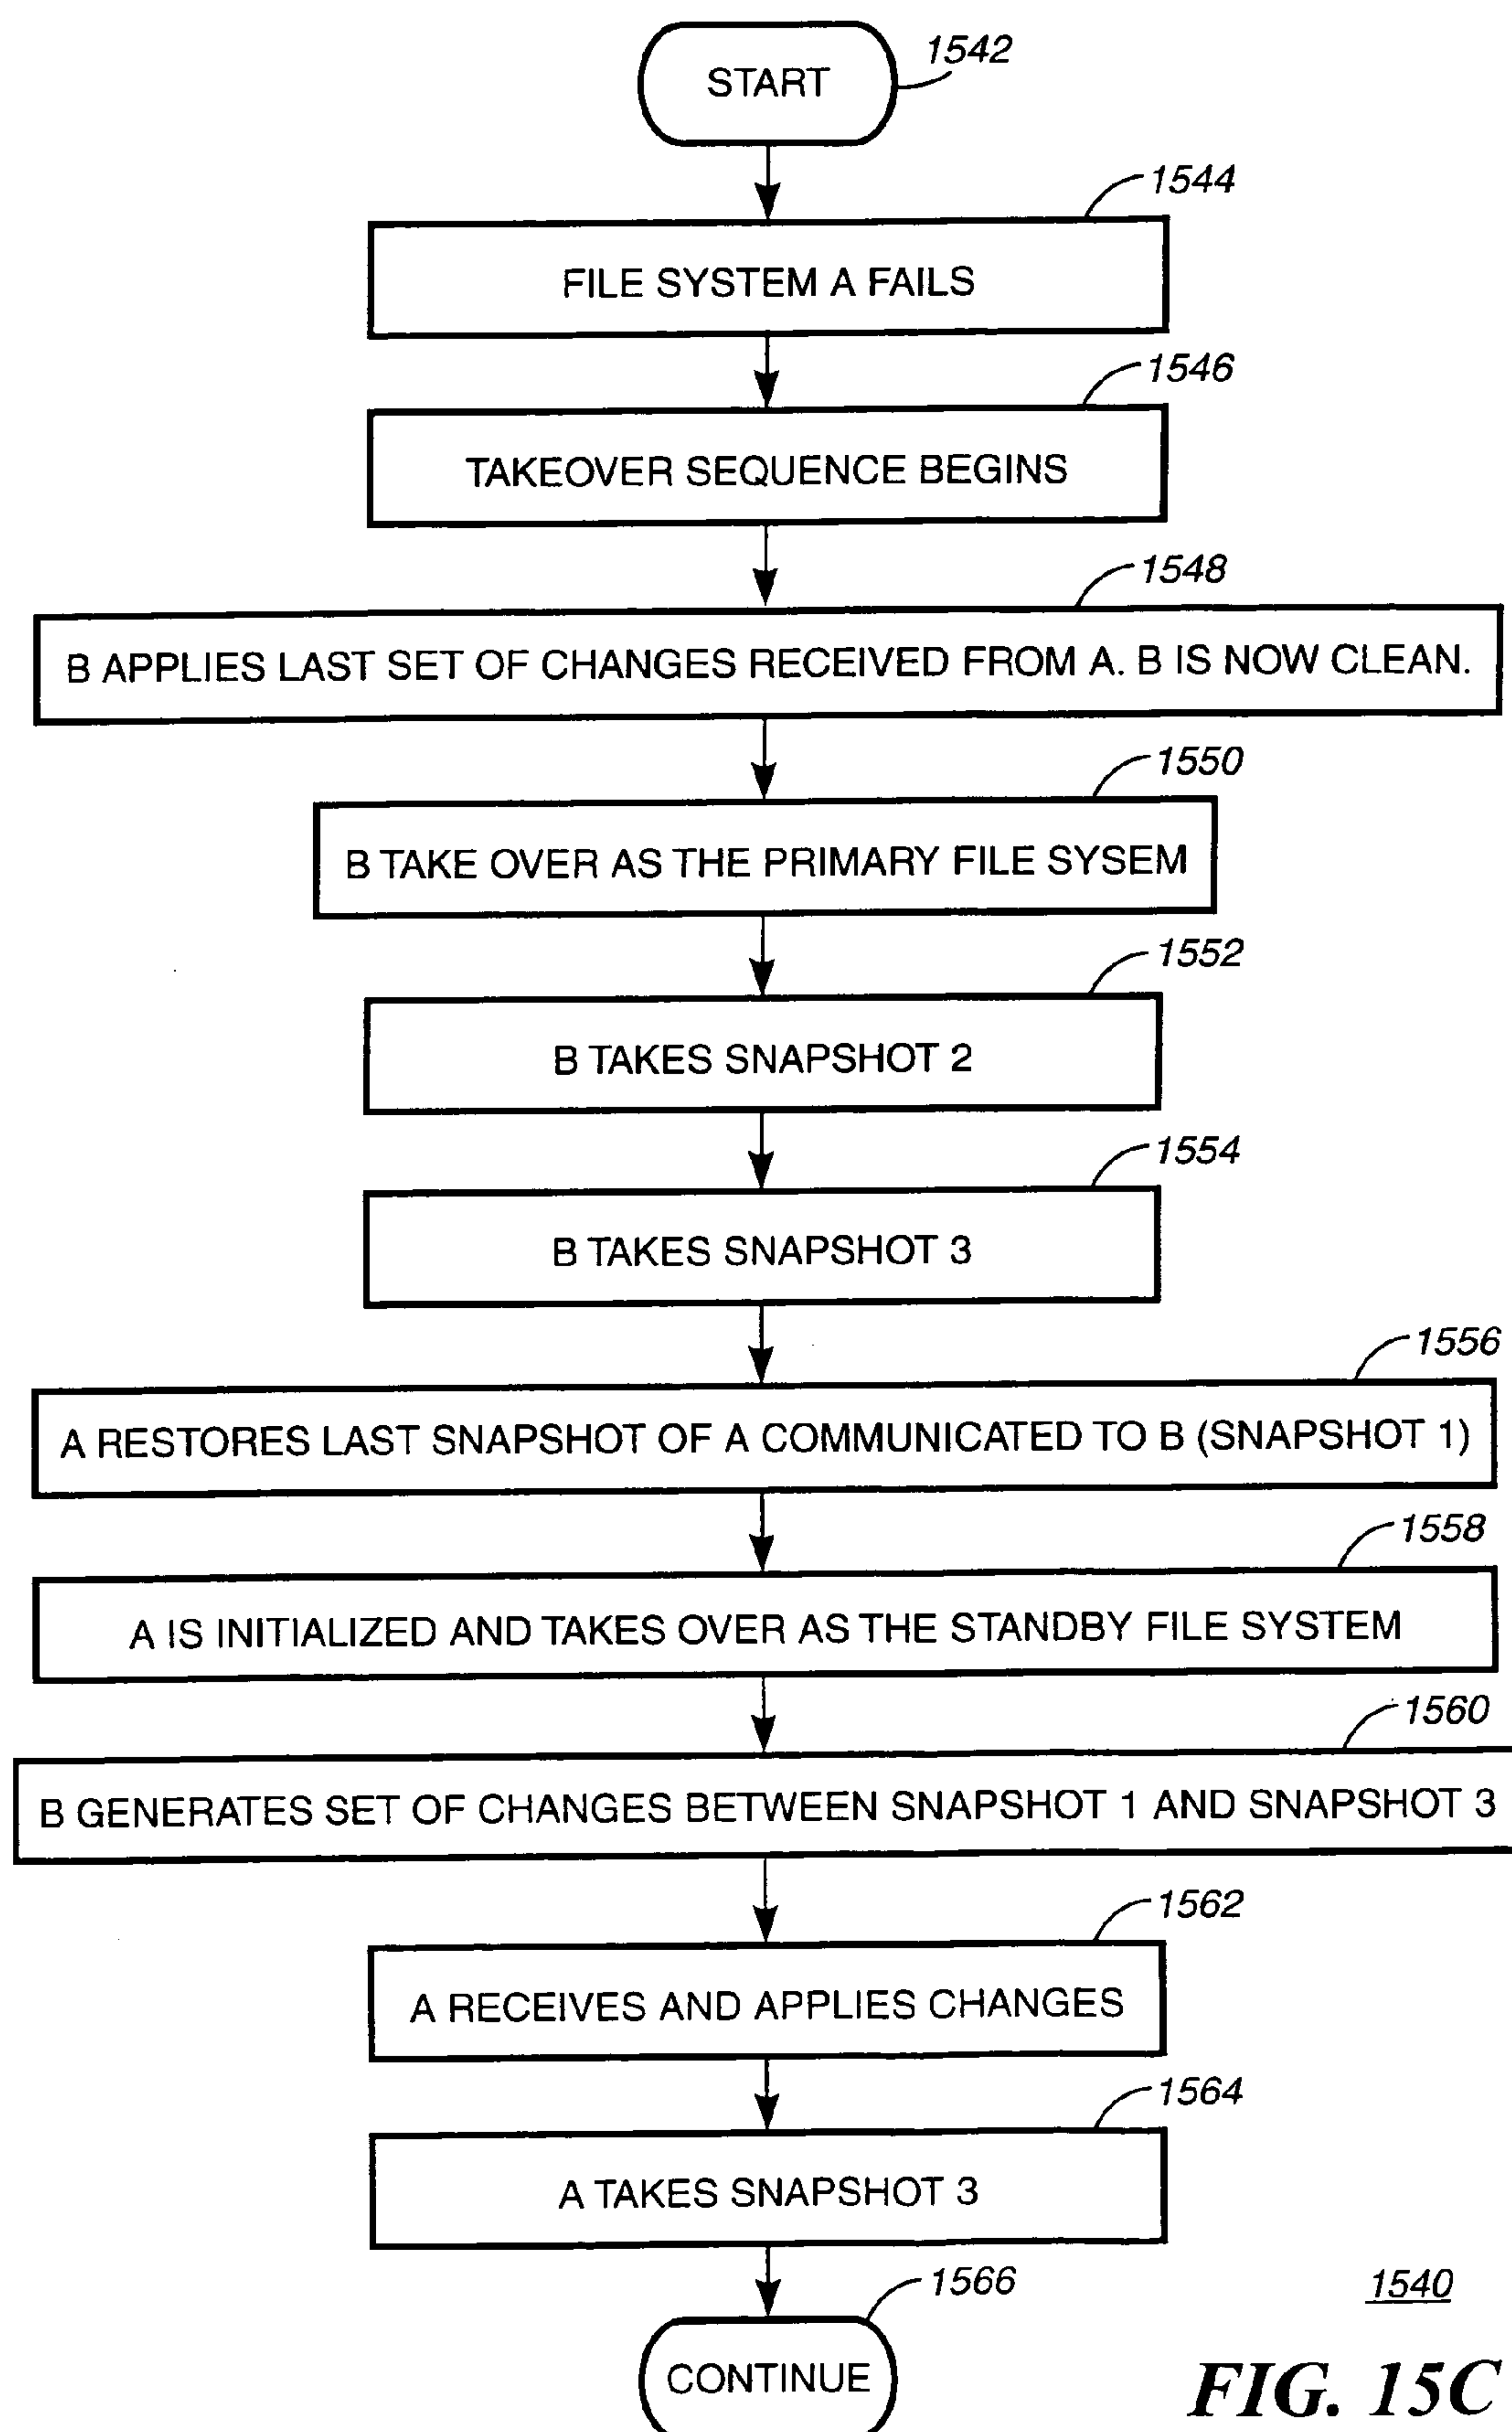 START
1542
1544
FILE SYSTEM A FAILS
1546
TAKEOVER SEQUENCE BEGINS
1548
B APPLIES LAST SET OF CHANGES RECEIVED FROM A. B IS NOW CLEAN.
1550
B TAKE OVER AS THE PRIMARY FILE SYSEM
1552
B TAKES SNAPSHOT 2
1554
B TAKES SNAPSHOT 3
1556
A RESTORES LAST SNAPSHOT OF A COMMUNICATED TO B (SNAPSHOT 1)
1558
A IS INITIALIZED AND TAKES OVER AS THE STANDBY FILE SYSTEM
1560
B GENERATES SET OF CHANGES BETWEEN SNAPSHOT 1 AND SNAPSHOT 3
1562
A RECEIVES AND APPLIES CHANGES
1564
A TAKES SNAPSHOT 3
1566
CONTINUE
1540
FIG. 15C